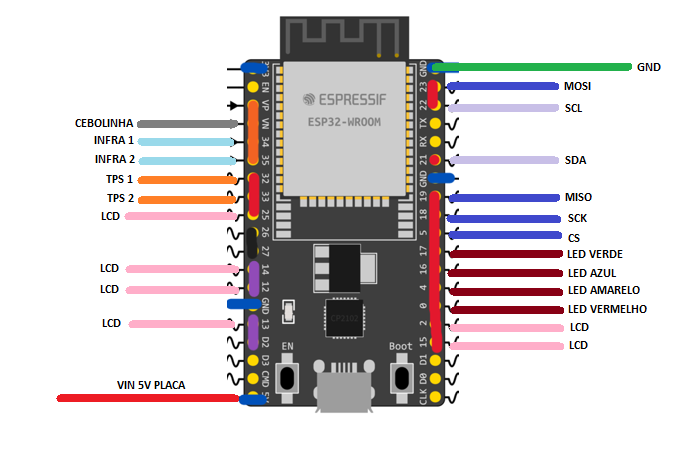 GND
MOSI
CEBOLINHA
SCL
INFRA 1
INFRA 2
SDA
TPS 1
TPS 2
MISO
LCD
SCK
CS
LED VERDE
LCD
LED AZUL
LCD
LED AMARELO
LED VERMELHO
LCD
LCD
LCD
VIN 5V PLACA
ESPRESSIF
ESP32-WROOM
EN
VP
VN
34
35
32
33
25
26
27
14
12
GND
13
D2
D3
CMD
GND
23
22
TX
RX
21
GND
19
18
5
17
16
4
0
2
15
D1
D0
CLK
EN
Boot